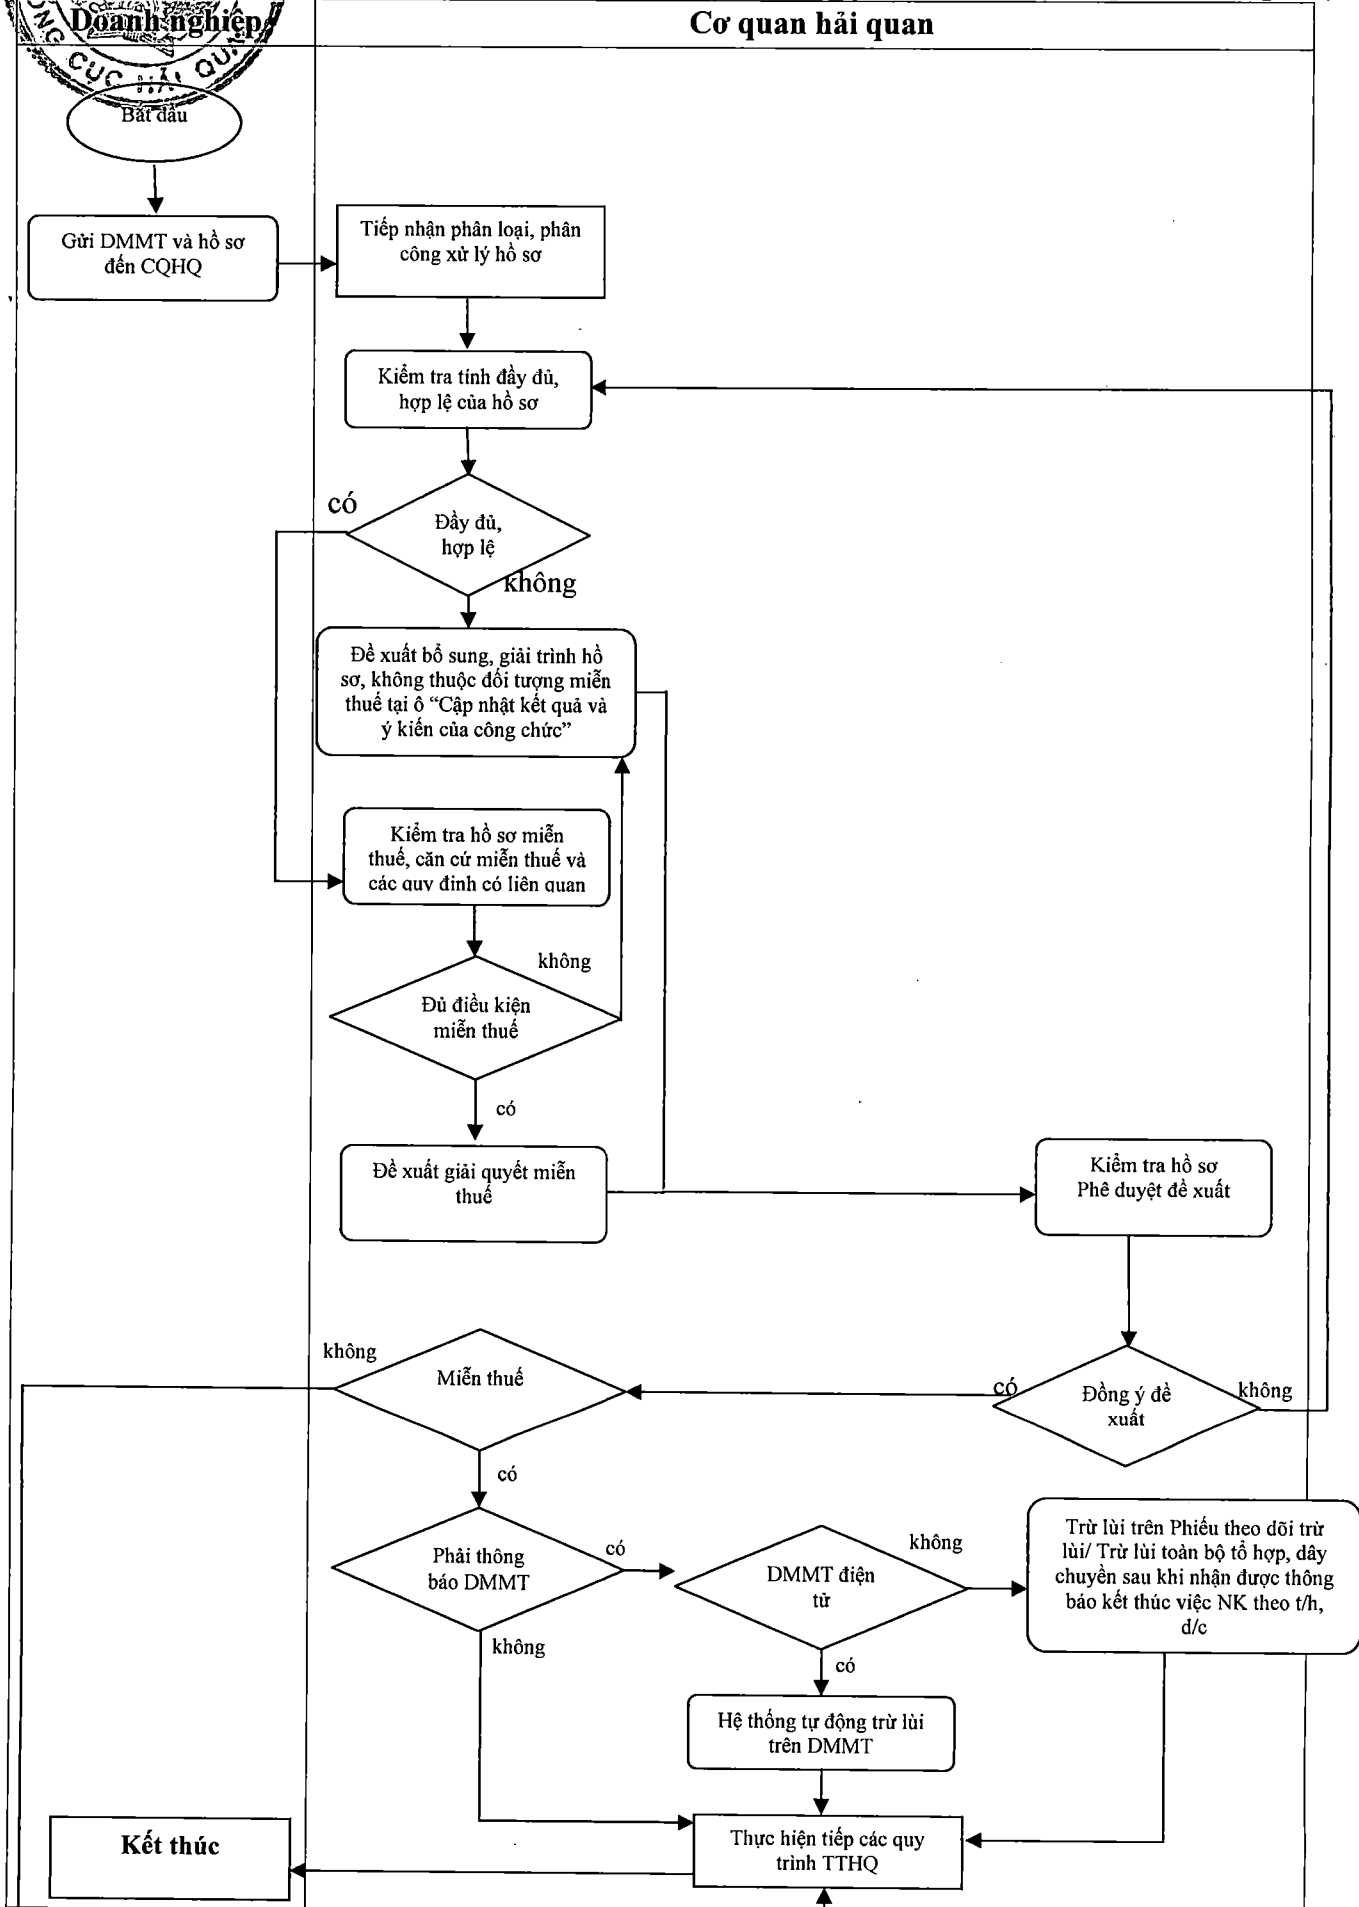 Doanh nghiệp
Cơ quan hải quan
CỤC HẢI QUAN
Bắt đầu
Gửi DMMT và hồ sơ
đến CQHQ
Tiếp nhận phân loại, phân
công xử lý hồ sơ
Kiểm tra tính đầy đủ,
hợp lệ của hồ sơ
có
Đầy đủ,
hợp lệ
không
Đề xuất bổ sung, giải trình hồ
sơ, không thuộc đối tượng miễn
thuế tại ô “Cập nhật kết quả và
ý kiến của công chức”
Kiểm tra hồ sơ miễn
thuế, căn cứ miễn thuế và
các quy định có liên quan
không
Đủ điều kiện
miễn thuế
có
Đề xuất giải quyết miễn
thuế
Kiểm tra hồ sơ
Phê duyệt đề xuất
không
Miễn thuế
có
Đồng ý đề
xuất
không
có
Phải thông
báo DMMT
có
không
DMMT điện
tử
không
Trừ lùi trên Phiếu theo dõi trừ
lùi/ Trừ lùi toàn bộ tổ hợp, dây
chuyền sau khi nhận được thông
báo kết thúc việc NK theo t/h,
d/c
có
Hệ thống tự động trừ lùi
trên DMMT
Kết thúc
Thực hiện tiếp các quy
trình TTHQ